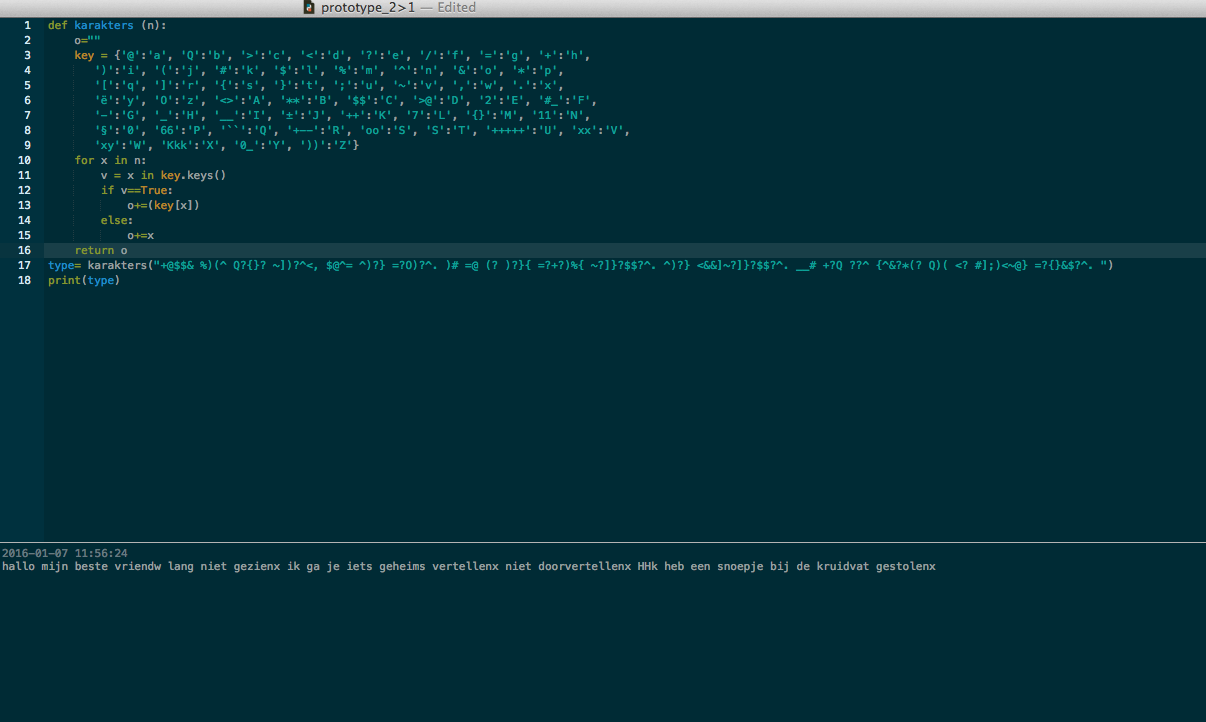 prototype_2>1 — Edited
1 def karakters (n):
2 o=""
3 key = {'@':'a', 'Q':'b', '>':'c', '<':'d', '?':'e', '/':'f', '=':'g', '+':'h',
4 ')':'i', '(':'j', '#':'k', '$':'l', '%':'m', '^':'n', '&':'o', '*':'p',
5 '[':'q', ']':'r', '{':'s', '}':'t', ';':'u', '~':'v', ',':'w', '.':'x',
6 'ë':'y', 'O':'z', '<>':'A', '**':'B', '$$':'C', '>@':'D', '2':'E', '#_':'F',
7 '-':'G', '_':'H', '__':'I', '±':'J', '++':'K', '7':'L', '{}':'M', '11':'N',
8 '§':'0', '66':'P', '``':'Q', '+--':'R', 'oo':'S', 'S':'T', '+++++':'U', 'xx':'V',
9 'xy':'W', 'Kkk':'X', '0_':'Y', '))':'Z'}
10 for x in n:
11 v = x in key.keys()
12 if v==True:
13 o+=(key[x])
14 else:
15 o+=x
16 return o
17 type= karakters("+@$$& %)(^ Q?{}? ~])?^<, $@^= ^)?} =?O)?^. )# =@ (? )?}{ =?+?)%{ ~?]}?$$?^. ^)?} <&&]~?]}?$$?^. __# +?Q ??^ {^&?*(? Q)( <? #];)<~@} =?{}&$?^. ")
18 print(type)
2016-01-07 11:56:24
hallo mijn beste vriendw lang niet gezienx ik ga je iets geheims vertellenx niet doorvertellenx HHk heb een snoepje bij de kruidvat gestolenx